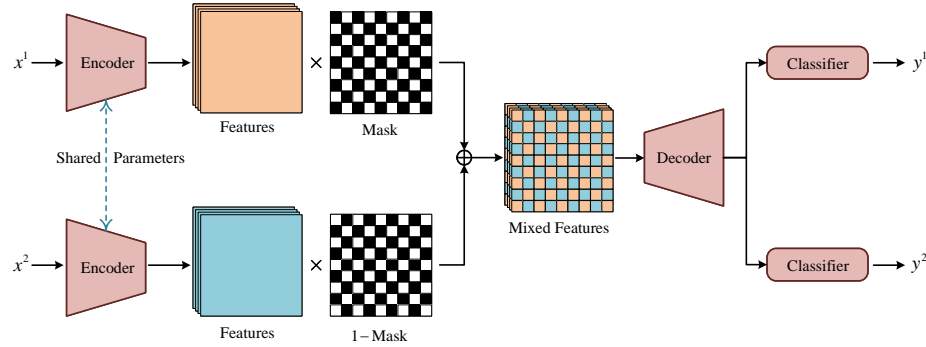 x¹
Encoder
Features
×
Mask
Shared Parameters
x²
Encoder
Features
×
1 – Mask
Mixed Features
Decoder
Classifier
y¹
Classifier
y²